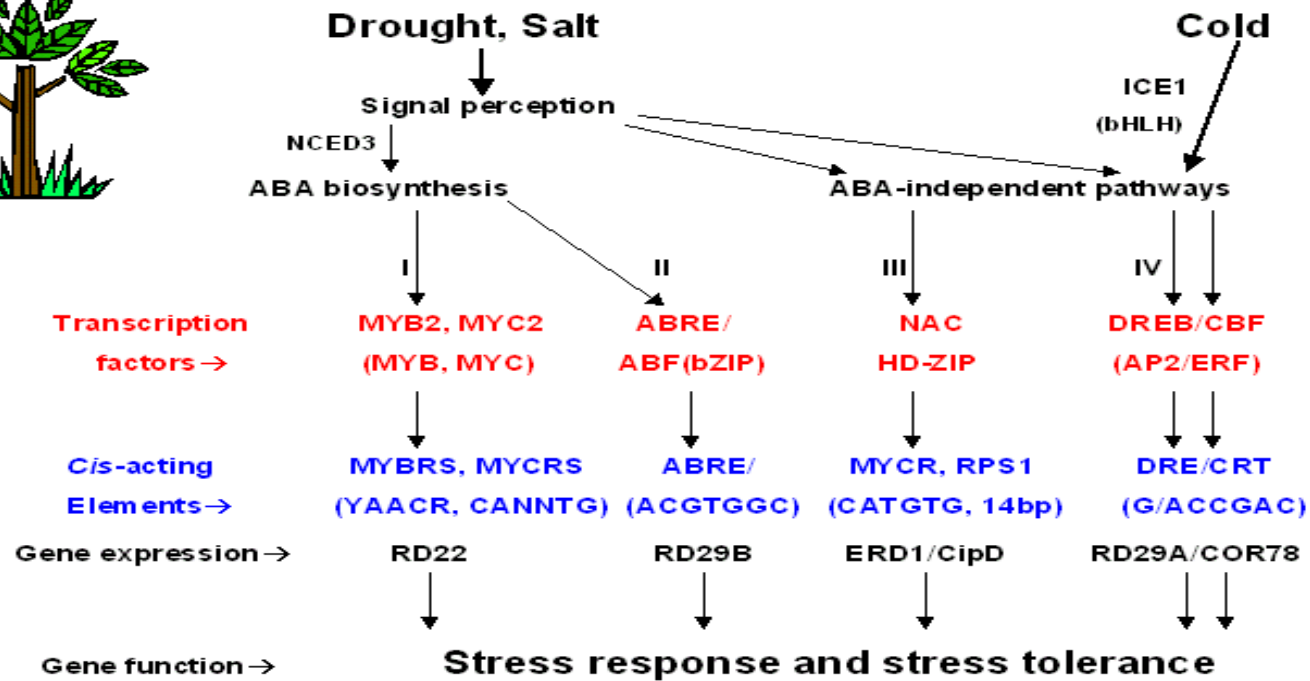 Drought, Salt Cold
Signal perception ICE1
(bHLH)
NCED3
ABA biosynthesis ABA-independent pathways
I II III IV
Transcription MYB2, MYC2 ABRE/ NAC DREB/CBF
factors→ (MYB, MYC) ABF(bZIP) HD-ZIP (AP2/ERF)
Cis-acting MYBRS, MYCRS ABRE/ MYCR, RPS1 DRE/CRT
Elements→ (YAACR, CANNTG) (ACGTGGC) (CATGTG, 14bp) (G/ACCGAC)
Gene expression→ RD22 RD29B ERD1/CipD RD29A/COR78
Gene function→ Stress response and stress tolerance